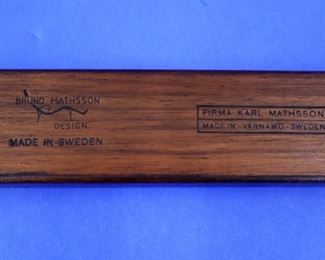 BRUNO MATHSSON
DESIGN
MADE IN SWEDEN
FIRMA KARL MATHSSON
MADE-IN-VÄRNAMO-SWEDEN